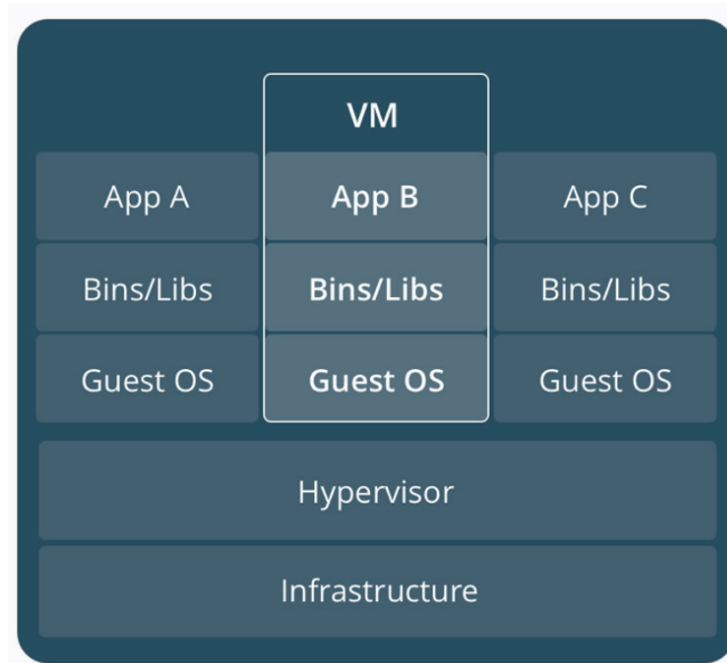 VM
App A App B App C
Bins/Libs Bins/Libs Bins/Libs
Guest OS Guest OS Guest OS
Hypervisor
Infrastructure